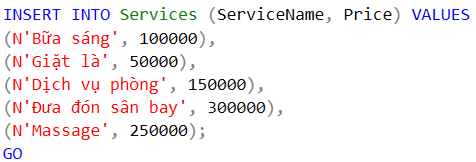 INSERT INTO Services (ServiceName, Price) VALUES
(N'Bữa sáng', 100000),
(N'Giặt là', 50000),
(N'Dịch vụ phòng', 150000),
(N'Đưa đón sân bay', 300000),
(N'Massage', 250000);
GO